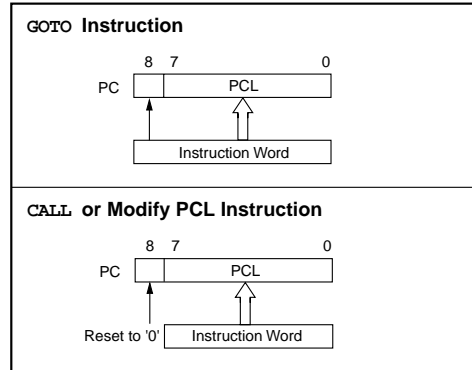 GOTO Instruction
8 7 0
PC PCL
Instruction Word
CALL or Modify PCL Instruction
8 7 0
PC PCL
Reset to '0' Instruction Word